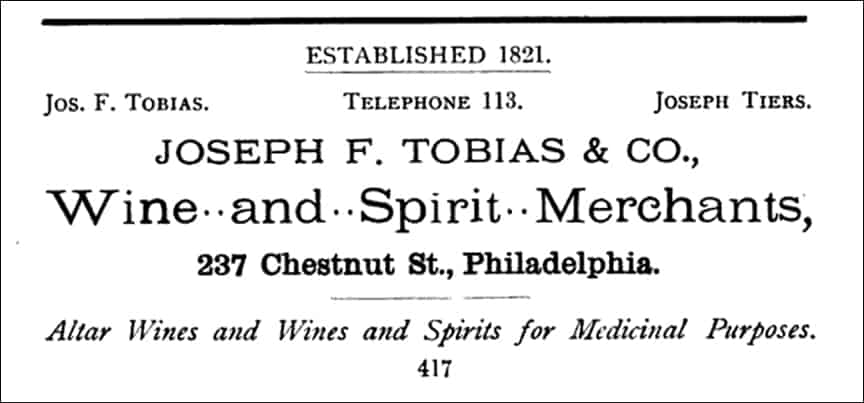 ESTABLISHED 1821.
JOS. F. TOBIAS. TELEPHONE 113. JOSEPH TIERS.
JOSEPH F. TOBIAS & CO.,
Wine··and··Spirit··Merchants,
237 Chestnut St., Philadelphia.
Altar Wines and Wines and Spirits for Medicinal Purposes.
417